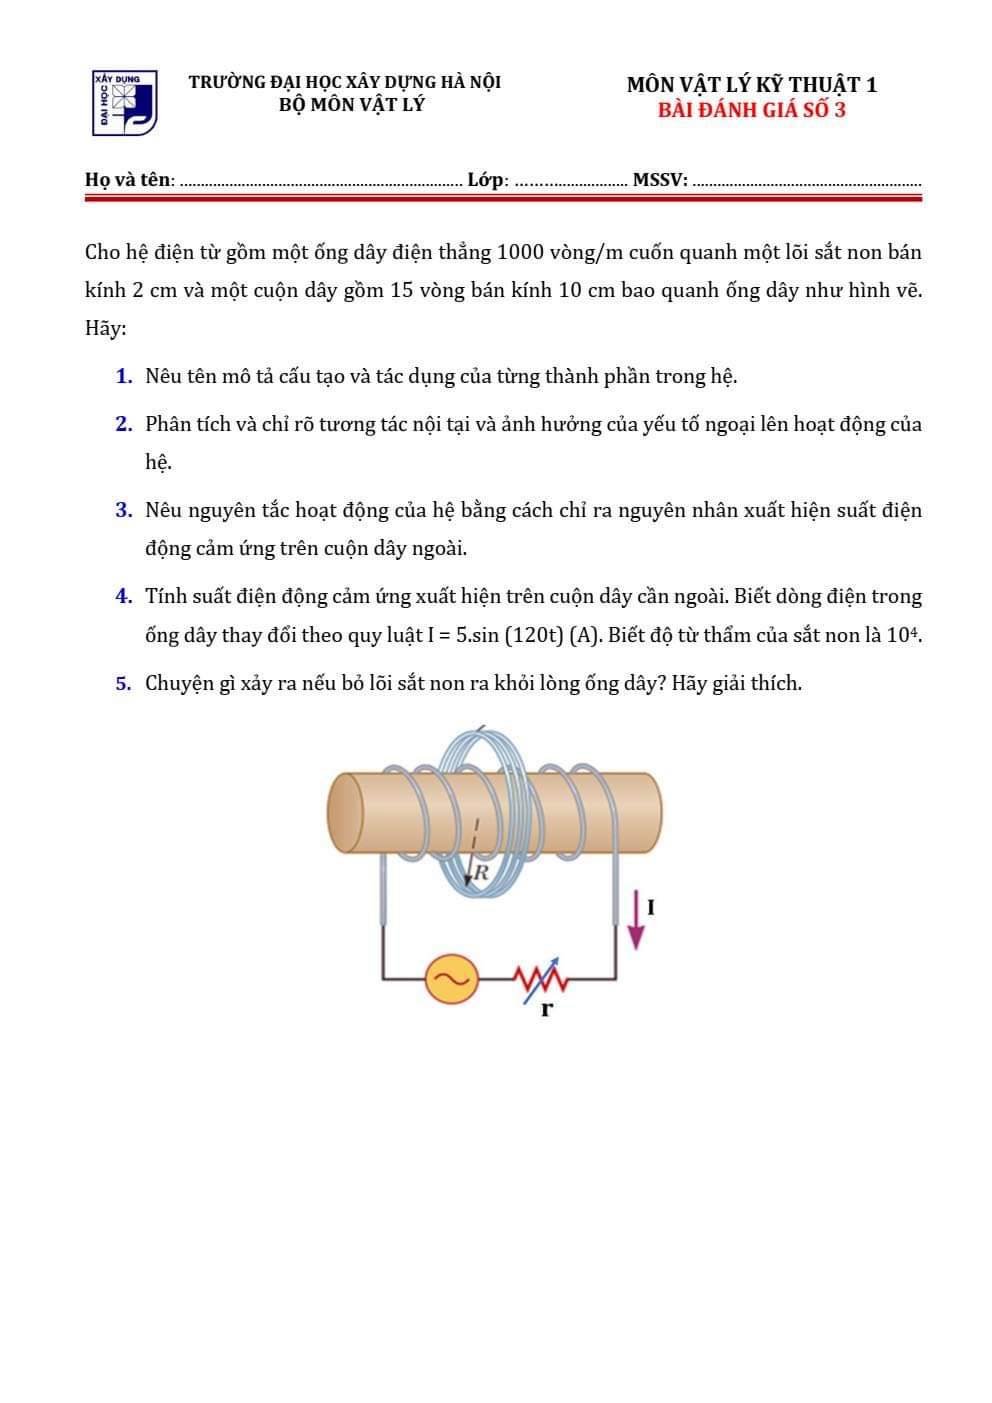 XÂY DỰNG
ĐẠI HỌC
TRƯỜNG ĐẠI HỌC XÂY DỰNG HÀ NỘI
BỘ MÔN VẬT LÝ
MÔN VẬT LÝ KỸ THUẬT 1
BÀI ĐÁNH GIÁ SỐ 3
Họ và tên: ................................................................ Lớp: .......................... MSSV: ....................................................
Cho hệ điện từ gồm một ống dây điện thẳng 1000 vòng/m cuốn quanh một lõi sắt non bán
kính 2 cm và một cuộn dây gồm 15 vòng bán kính 10 cm bao quanh ống dây như hình vẽ.
Hãy:
1. Nêu tên mô tả cấu tạo và tác dụng của từng thành phần trong hệ.
2. Phân tích và chỉ rõ tương tác nội tại và ảnh hưởng của yếu tố ngoại lên hoạt động của
hệ.
3. Nêu nguyên tắc hoạt động của hệ bằng cách chỉ ra nguyên nhân xuất hiện suất điện
động cảm ứng trên cuộn dây ngoài.
4. Tính suất điện động cảm ứng xuất hiện trên cuộn dây cần ngoài. Biết dòng điện trong
ống dây thay đổi theo quy luật I = 5.sin (120t) (A). Biết độ từ thẩm của sắt non là 10⁴.
5. Chuyện gì xảy ra nếu bỏ lõi sắt non ra khỏi lòng ống dây? Hãy giải thích.
R
I
r